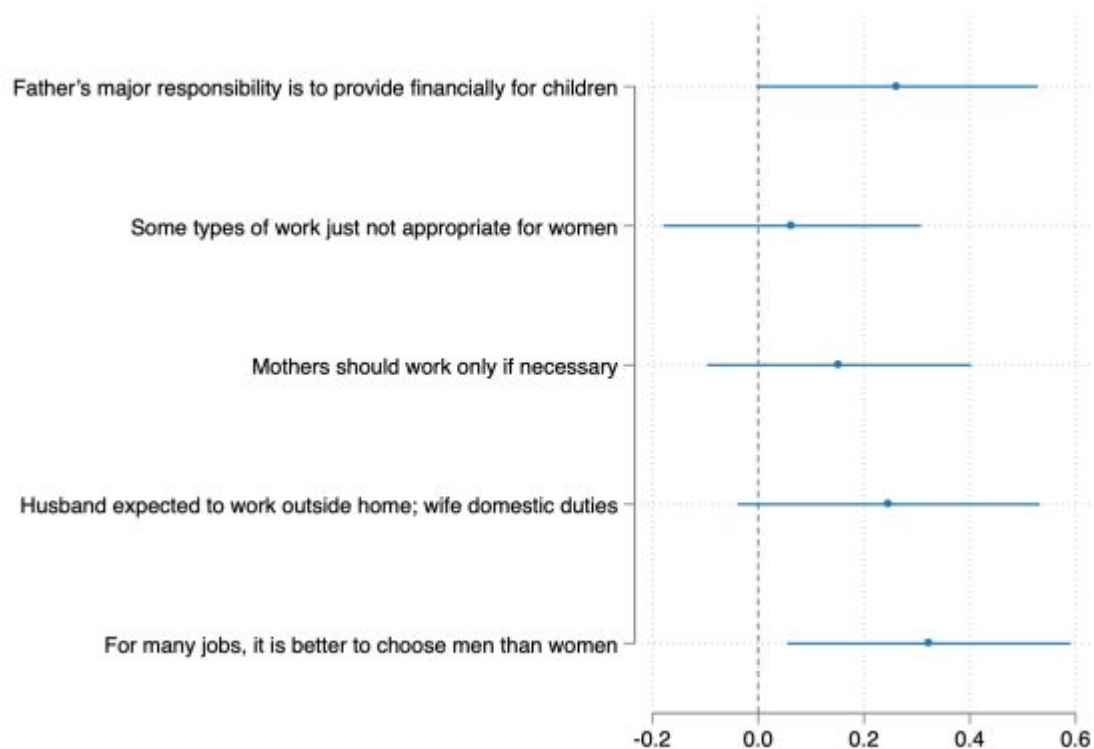 Father’s major responsibility is to provide financially for children
Some types of work just not appropriate for women
Mothers should work only if necessary
Husband expected to work outside home; wife domestic duties
For many jobs, it is better to choose men than women
-0.2 0.0 0.2 0.4 0.6